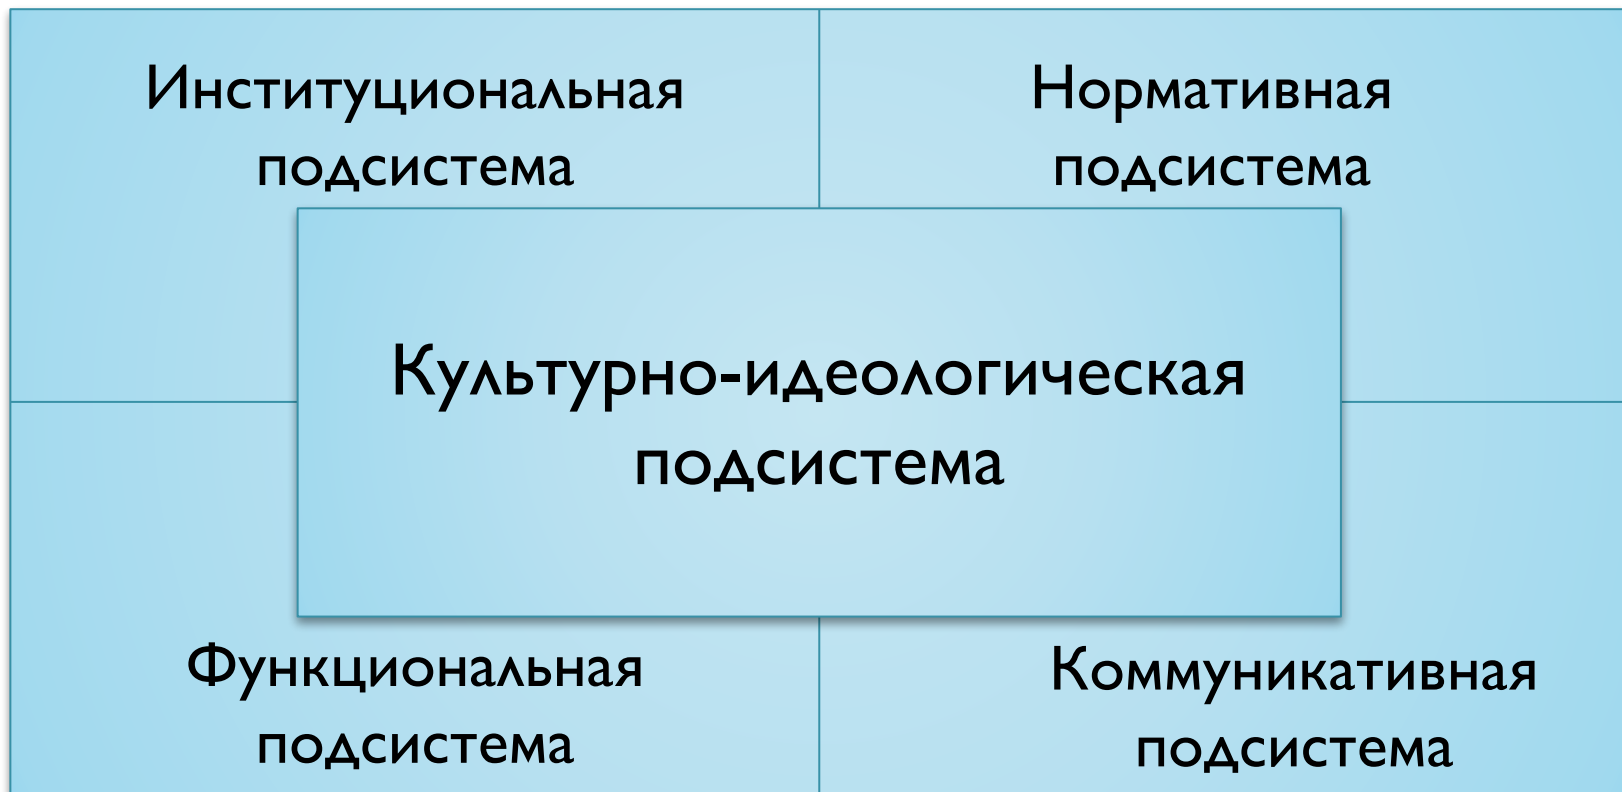 Институциональная
подсистема
Нормативная
подсистема
Культурно-идеологическая
подсистема
Функциональная
подсистема
Коммуникативная
подсистема